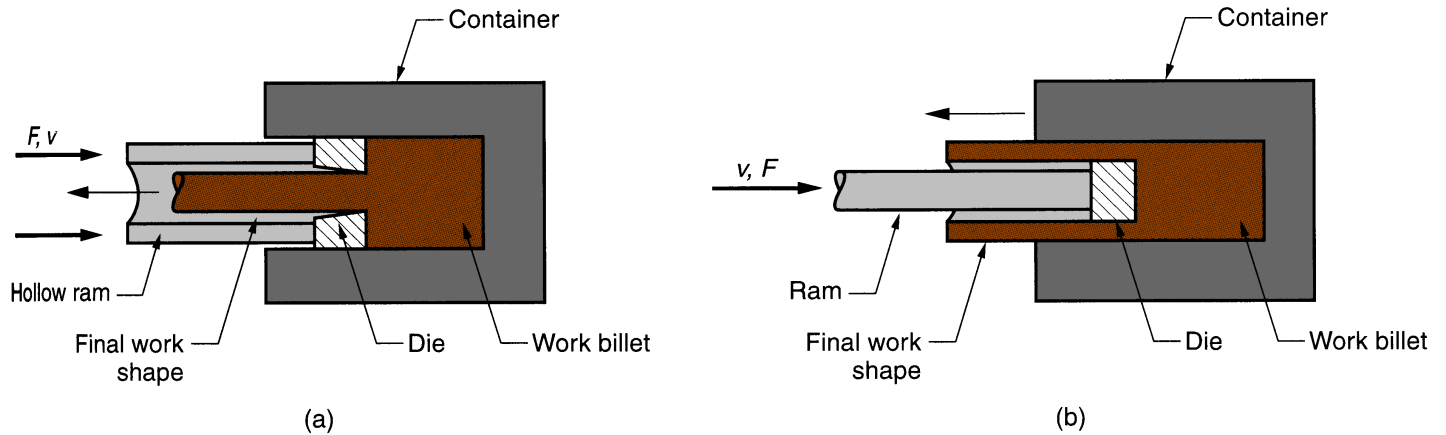 Container
F, v
Hollow ram
Final work
shape
Die
Work billet
(a)
Container
v, F
Ram
Final work
shape
Die
Work billet
(b)